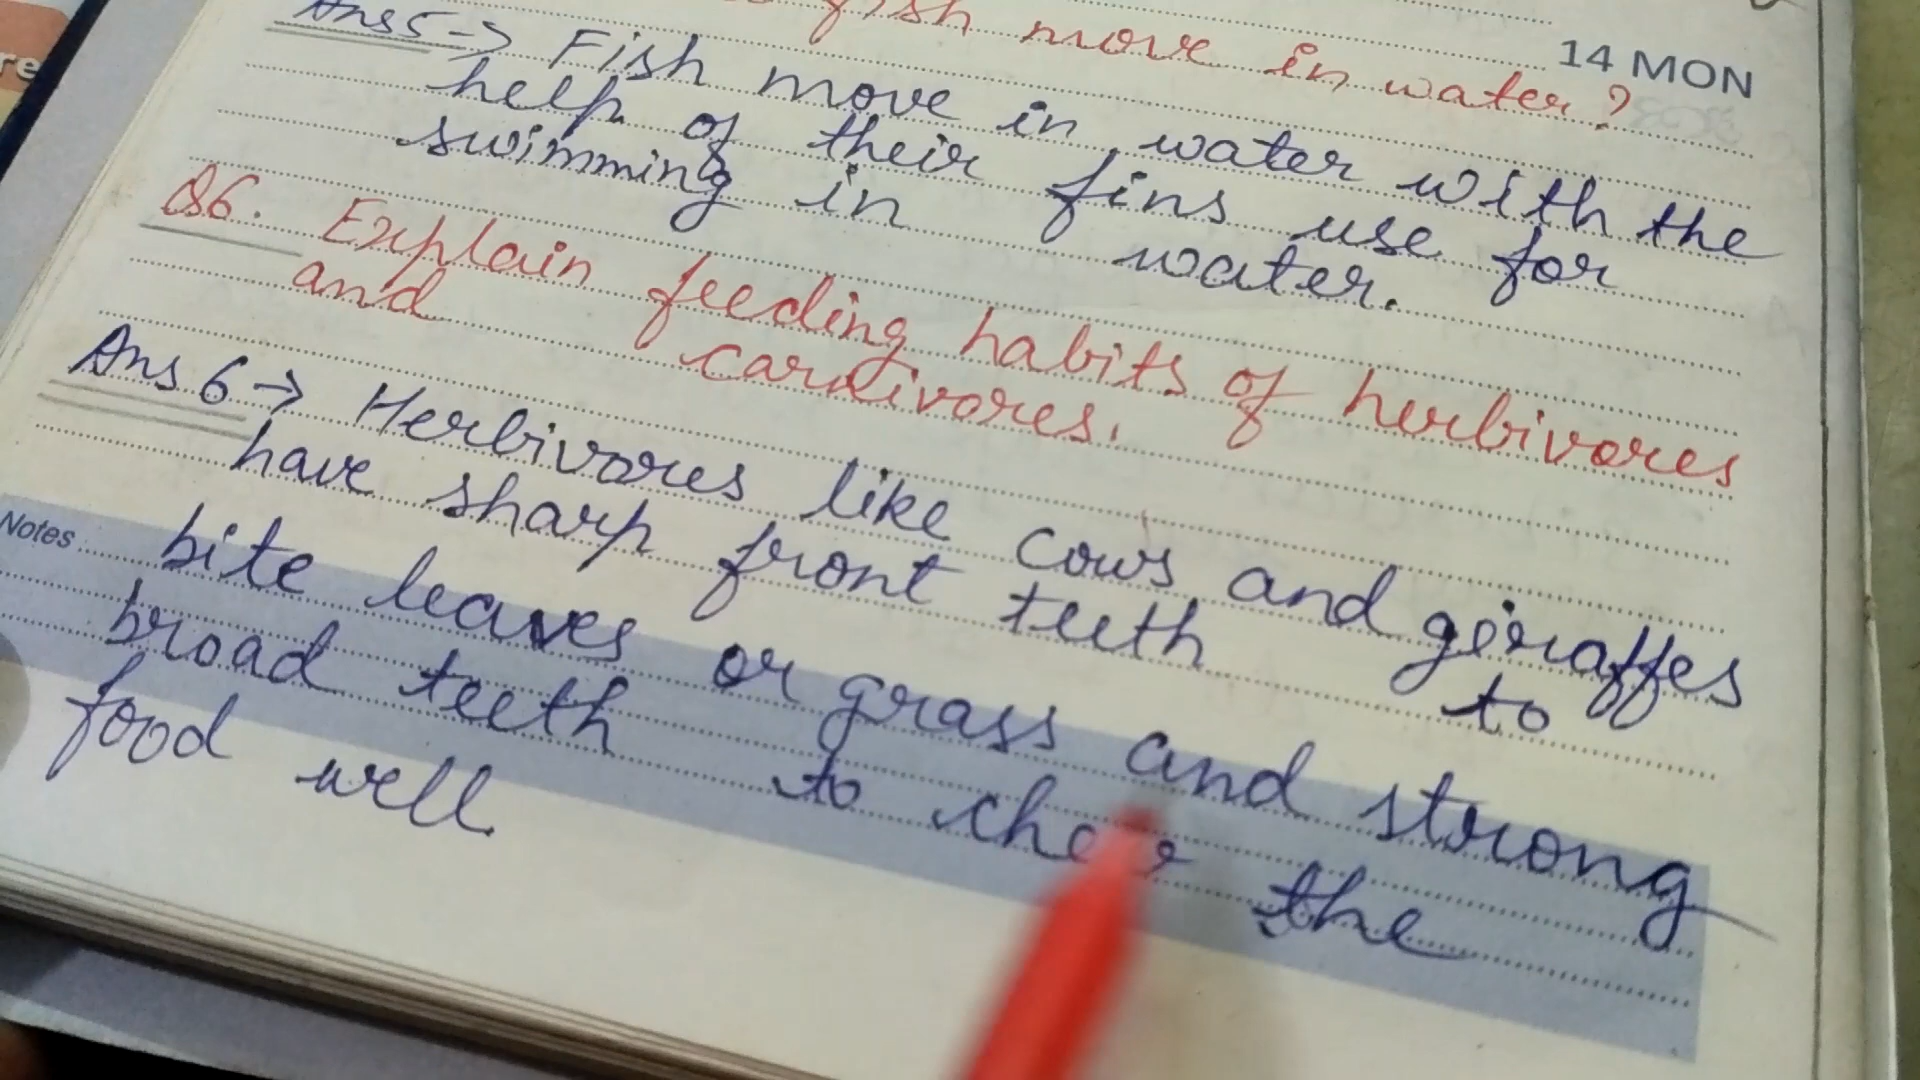 fish move in water?
14 MON
Ans 5-> Fish move in water with the
help of their fins use for
swimming in water.
Q6. Explain feeding habits of herbivores
and carnivores.
Ans 6 → Herbivores like cows and giraffes
have sharp front teeth to
Notes
bite leaves or grass and strong
broad teeth to chew the
food well.